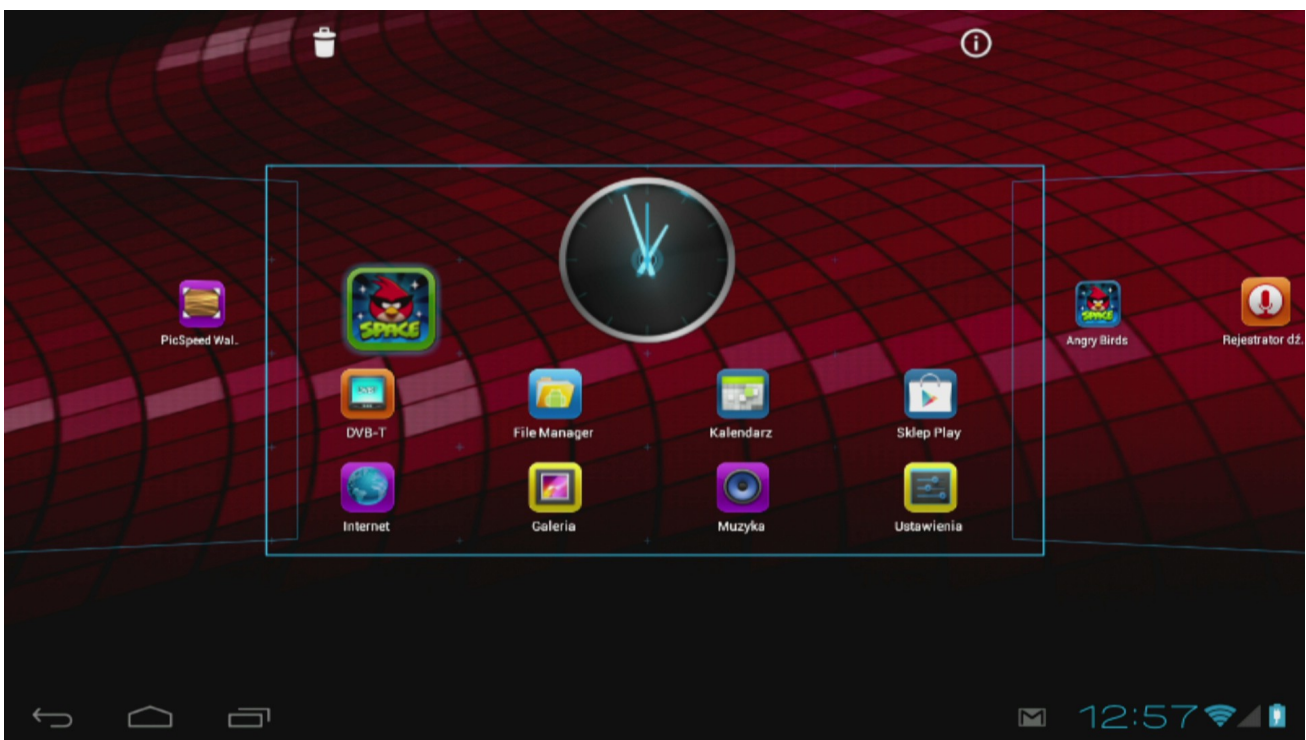 SPACE
PicSpeed Wal..
SPACE
Angry Birds
Rejestrator dź.
DVB-T
File Manager
Kalendarz
Sklep Play
Internet
Galeria
Muzyka
Ustawienia
12:57